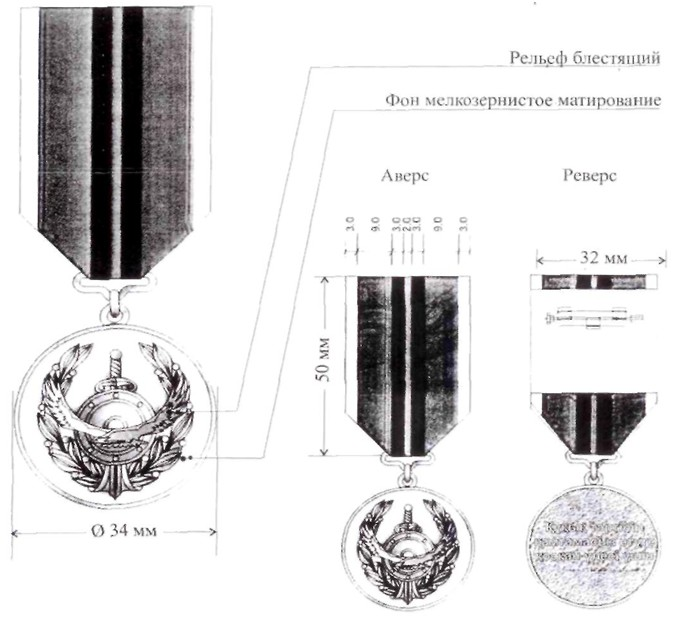 Рельеф блестящий
Фон мелкозернистое матирование
Аверс
Реверс
3.0 9.0 3.0 2.0 3.0 9.0 3.0
32 мм
50 мм
Ø 34 мм